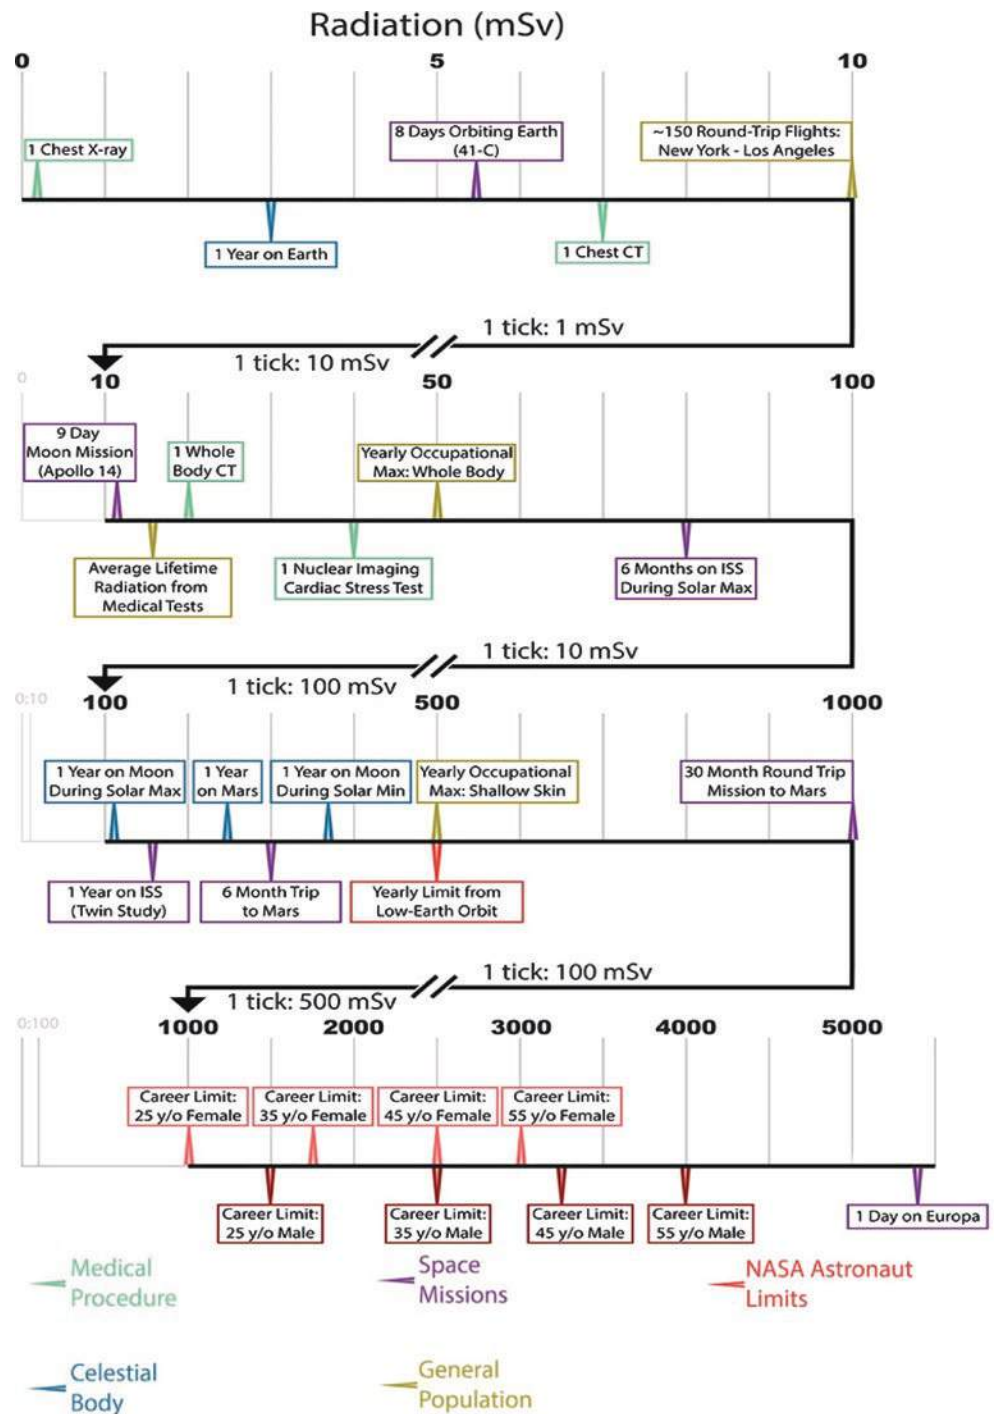 Radiation (mSv)
0
5
10
1 Chest X-ray
8 Days Orbiting Earth
(41-C)
~150 Round-Trip Flights:
New York - Los Angeles
1 Year on Earth
1 Chest CT
1 tick: 1 mSv
1 tick: 10 mSv
0
10
50
100
9 Day
Moon Mission
(Apollo 14)
1 Whole
Body CT
Yearly Occupational
Max: Whole Body
Average Lifetime
Radiation from
Medical Tests
1 Nuclear Imaging
Cardiac Stress Test
6 Months on ISS
During Solar Max
1 tick: 10 mSv
1 tick: 100 mSv
0;10
100
500
1000
1 Year on Moon
During Solar Max
1 Year
on Mars
1 Year on Moon
During Solar Min
Yearly Occupational
Max: Shallow Skin
30 Month Round Trip
Mission to Mars
1 Year on ISS
(Twin Study)
6 Month Trip
to Mars
Yearly Limit from
Low-Earth Orbit
1 tick: 100 mSv
1 tick: 500 mSv
0;100
1000
2000
3000
4000
5000
Career Limit:
25 y/o Female
Career Limit:
35 y/o Female
Career Limit:
45 y/o Female
Career Limit:
55 y/o Female
Career Limit:
25 y/o Male
Career Limit:
35 y/o Male
Career Limit:
45 y/o Male
Career Limit:
55 y/o Male
1 Day on Europa
Medical
Procedure
Space
Missions
NASA Astronaut
Limits
Celestial
Body
General
Population